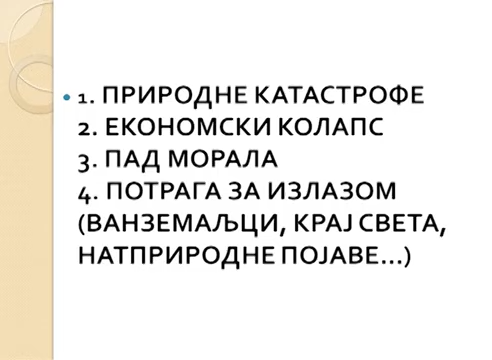 1. ПРИРОДНЕ КАТАСТРОФЕ
2. ЕКОНОМСКИ КОЛАПС
3. ПАД МОРАЛА
4. ПОТРАГА ЗА ИЗЛАЗОМ
(ВАНЗЕМАЉЦИ, КРАЈ СВЕТА,
НАТПРИРОДНЕ ПОЈАВЕ...)